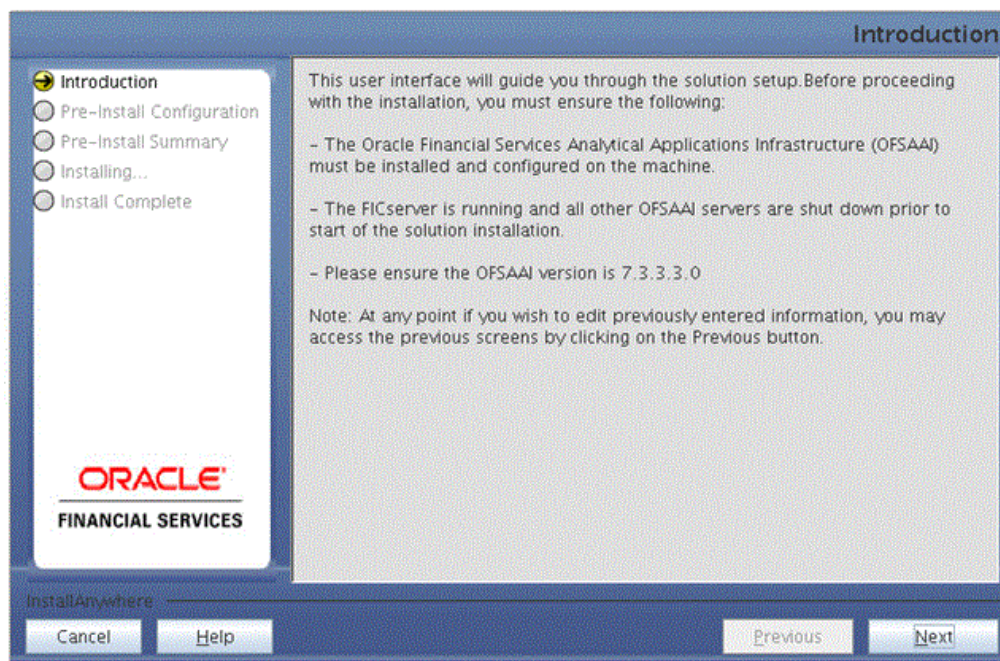 Introduction
Introduction
Pre-Install Configuration
Pre-Install Summary
Installing...
Install Complete
This user interface will guide you through the solution setup.Before proceeding
with the installation, you must ensure the following:
- The Oracle Financial Services Analytical Applications Infrastructure (OFSAAI)
must be installed and configured on the machine.
- The FICserver is running and all other OFSAAI servers are shut down prior to
start of the solution installation.
- Please ensure the OFSAAI version is 7.3.3.3.0
Note: At any point if you wish to edit previously entered information, you may
access the previous screens by clicking on the Previous button.
ORACLE'
FINANCIAL SERVICES
InstallAnywhere
Cancel
Help
Previous
Next